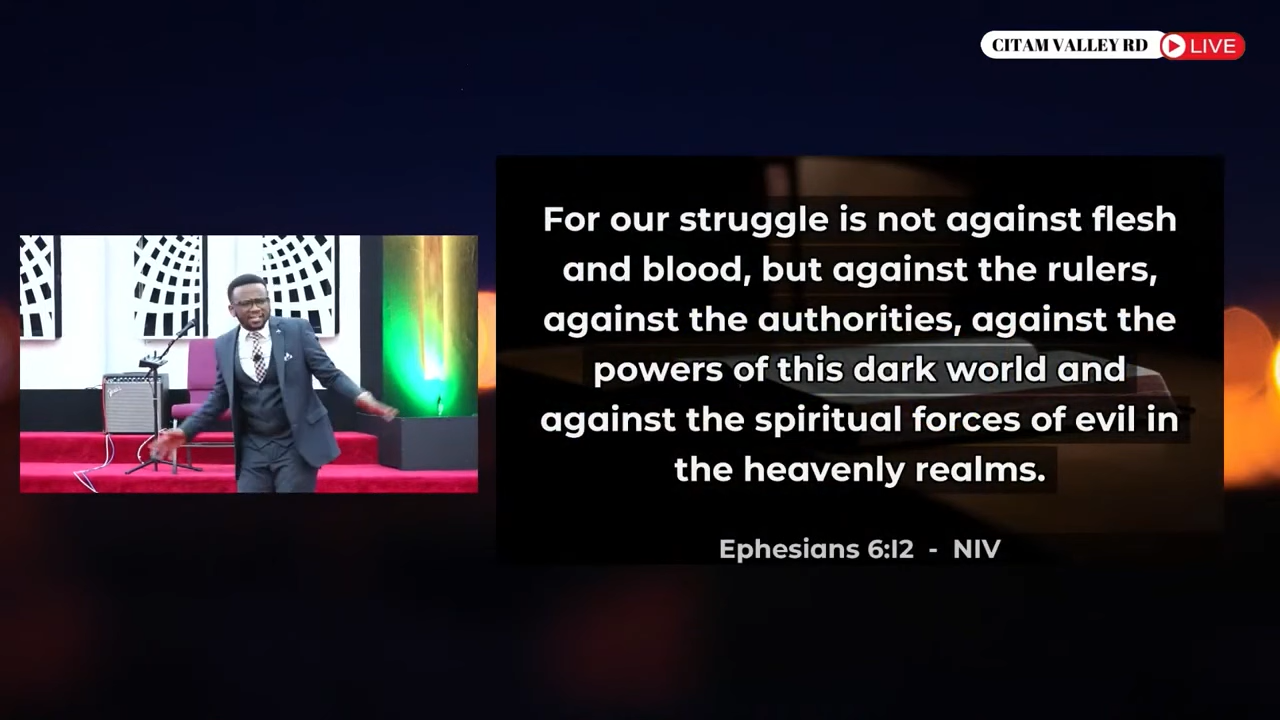 CITAM VALLEY RD LIVE
For our struggle is not against flesh
and blood, but against the rulers,
against the authorities, against the
powers of this dark world and
against the spiritual forces of evil in
the heavenly realms.
Ephesians 6:12 - NIV